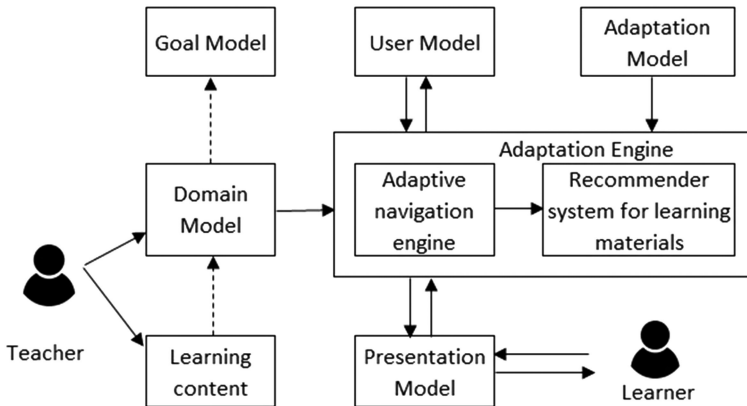 Goal Model
User Model
Adaptation
Model
Adaptation Engine
Domain
Model
Adaptive
navigation
engine
Recommender
system for learning
materials
Teacher
Learning
content
Presentation
Model
Learner